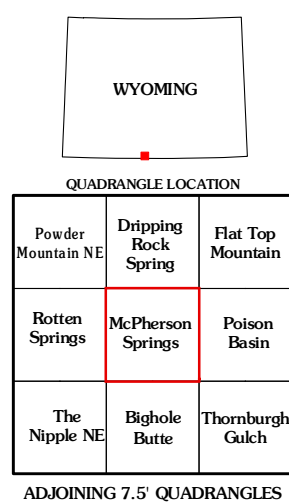 WYOMING
QUADRANGLE LOCATION
Powder
Mountain NE
Dripping
Rock
Spring
Flat Top
Mountain
Rotten
Springs
McPherson
Springs
Poison
Basin
The
Nipple NE
Bighole
Butte
Thornburgh
Gulch
ADJOINING 7.5' QUADRANGLES